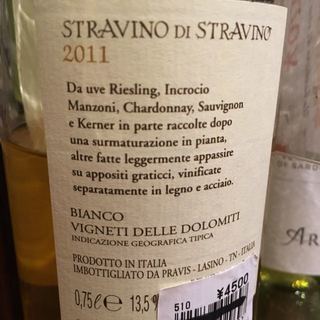 STRAVINO DI STRAVINO
2011
Da uve Riesling, Incrocio
Manzoni, Chardonnay, Sauvignon
e Kerner in parte raccolte dopo
una surmaturazione in pianta,
altre fatte leggermente appassire
su appositi graticci, vinificate
separatamente in legno e acciaio.
BIANCO
VIGNETI DELLE DOLOMITI
INDICAZIONE GEOGRAFICA TIPICA
PRODOTTO IN ITALIA
IMBOTTIGLIATO DA PRAVIS - LASINO - TN - ITALIA
0,75ℓ e 13,5%
510 ¥4500
AR